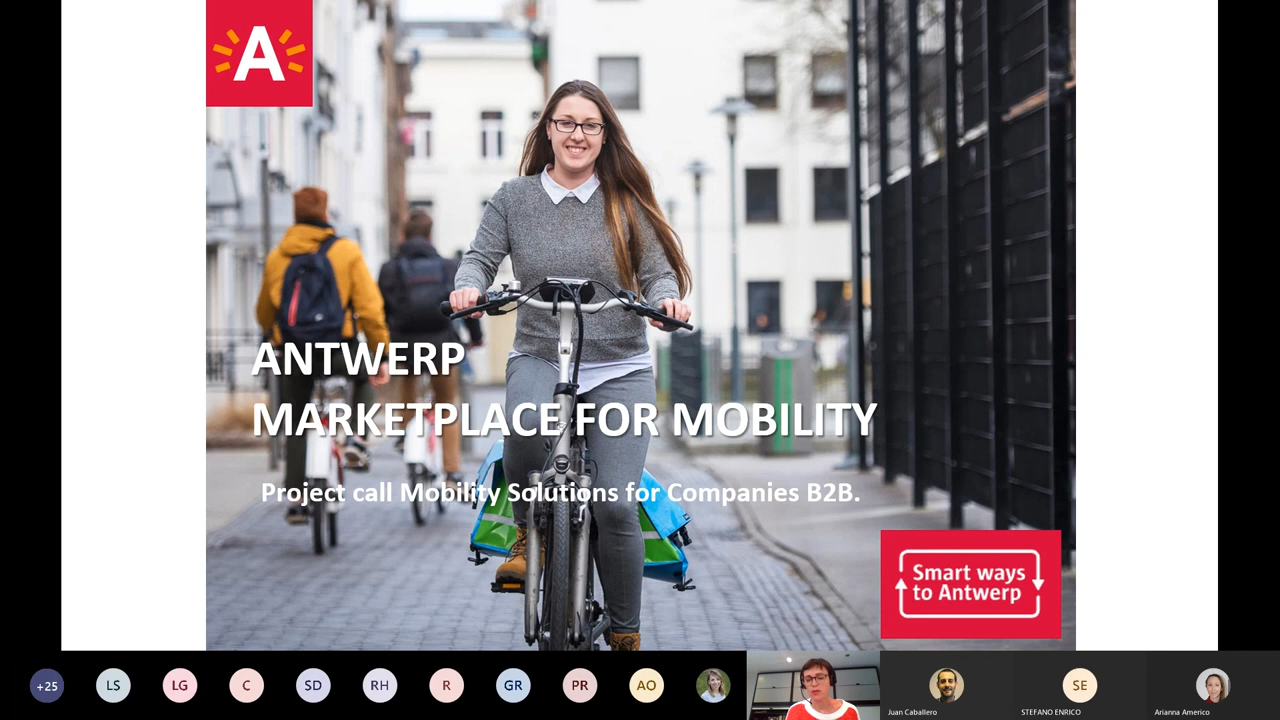 A
ANTWERP
MARKETPLACE FOR MOBILITY
Project call Mobility Solutions for Companies B2B.
Smart ways
to Antwerp
+25
LS
LG
C
SD
RH
R
GR
PR
AO
SE
Juan Caballero
STEFANO ENRICO
Arianna Americo